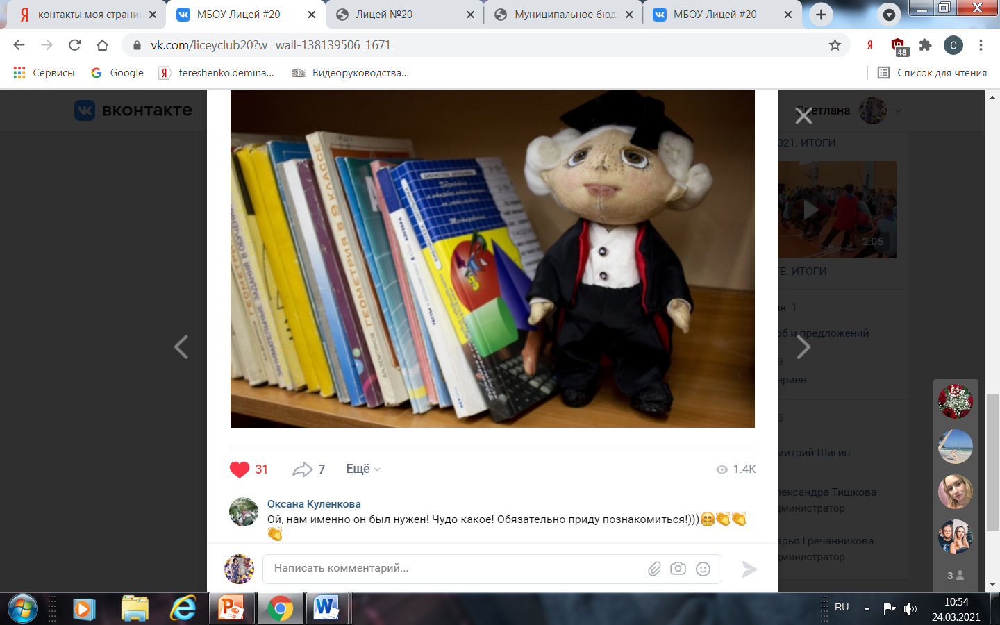 контакты моя страни
МБОУ Лицей #20
Лицей №20
Муниципальное бюд
МБОУ Лицей #20
vk.com/liceyclub20?w=wall-138139506_1671
48
C
Сервисы
Google
tereshenko.demina...
Видеоруководства...
Список для чтения
вконтакте
Светлана
021. ИТОГИ
2:05
ТЕ. ИТОГИ
ия 1
об и предложений
9
ариев
3
митрий Шигин
лександра Тишкова
дминистратор
арья Гречанникова
дминистратор
3
ГЕОМЕТРИЯ В 9 КЛАССЕ
31
7
Ещё
1.4K
Оксана Куленкова
Ой, нам именно он был нужен! Чудо какое! Обязательно приду познакомиться!)))🤗👏👏
👏
Написать комментарий...
RU
10:54
24.03.2021